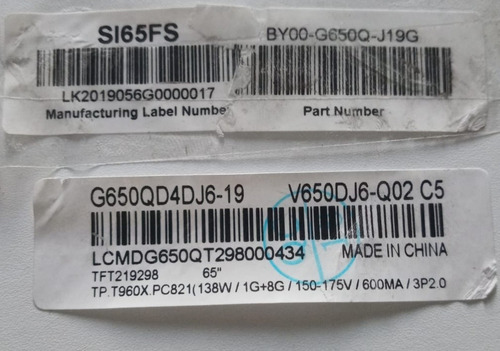 SI65FS
BY00-G650Q-J19G
LK2019056G0000017
Manufacturing Label Number
Part Number
G650QD4DJ6-19 V650DJ6-Q02 C5
LCMDG650QT298000434 MADE IN CHINA
TFT219298 65"
TP.T960X.PC821(138W / 1G+8G / 150-175V / 600MA / 3P2.0